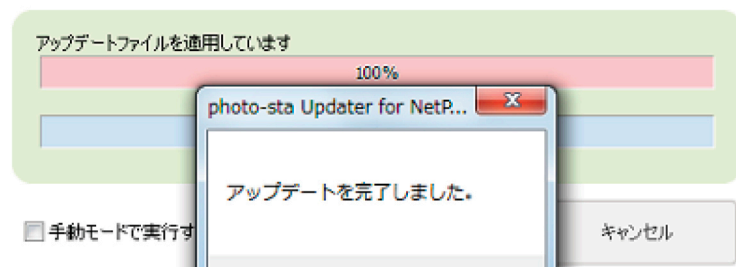 アップデートファイルを適用しています
100%
photo-sta Updater for NetP...
アップデートを完了しました。
手動モードで実行す
キャンセル